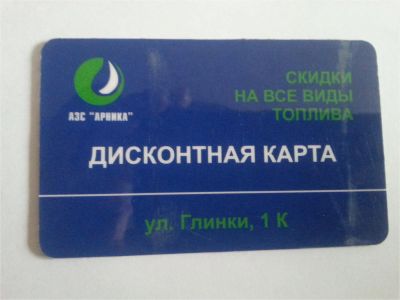 СКИДКИ
НА ВСЕ ВИДЫ
ТОПЛИВА
АЗС "АРНИКА"
ДИСКОНТНАЯ КАРТА
ул. Глинки, 1 К